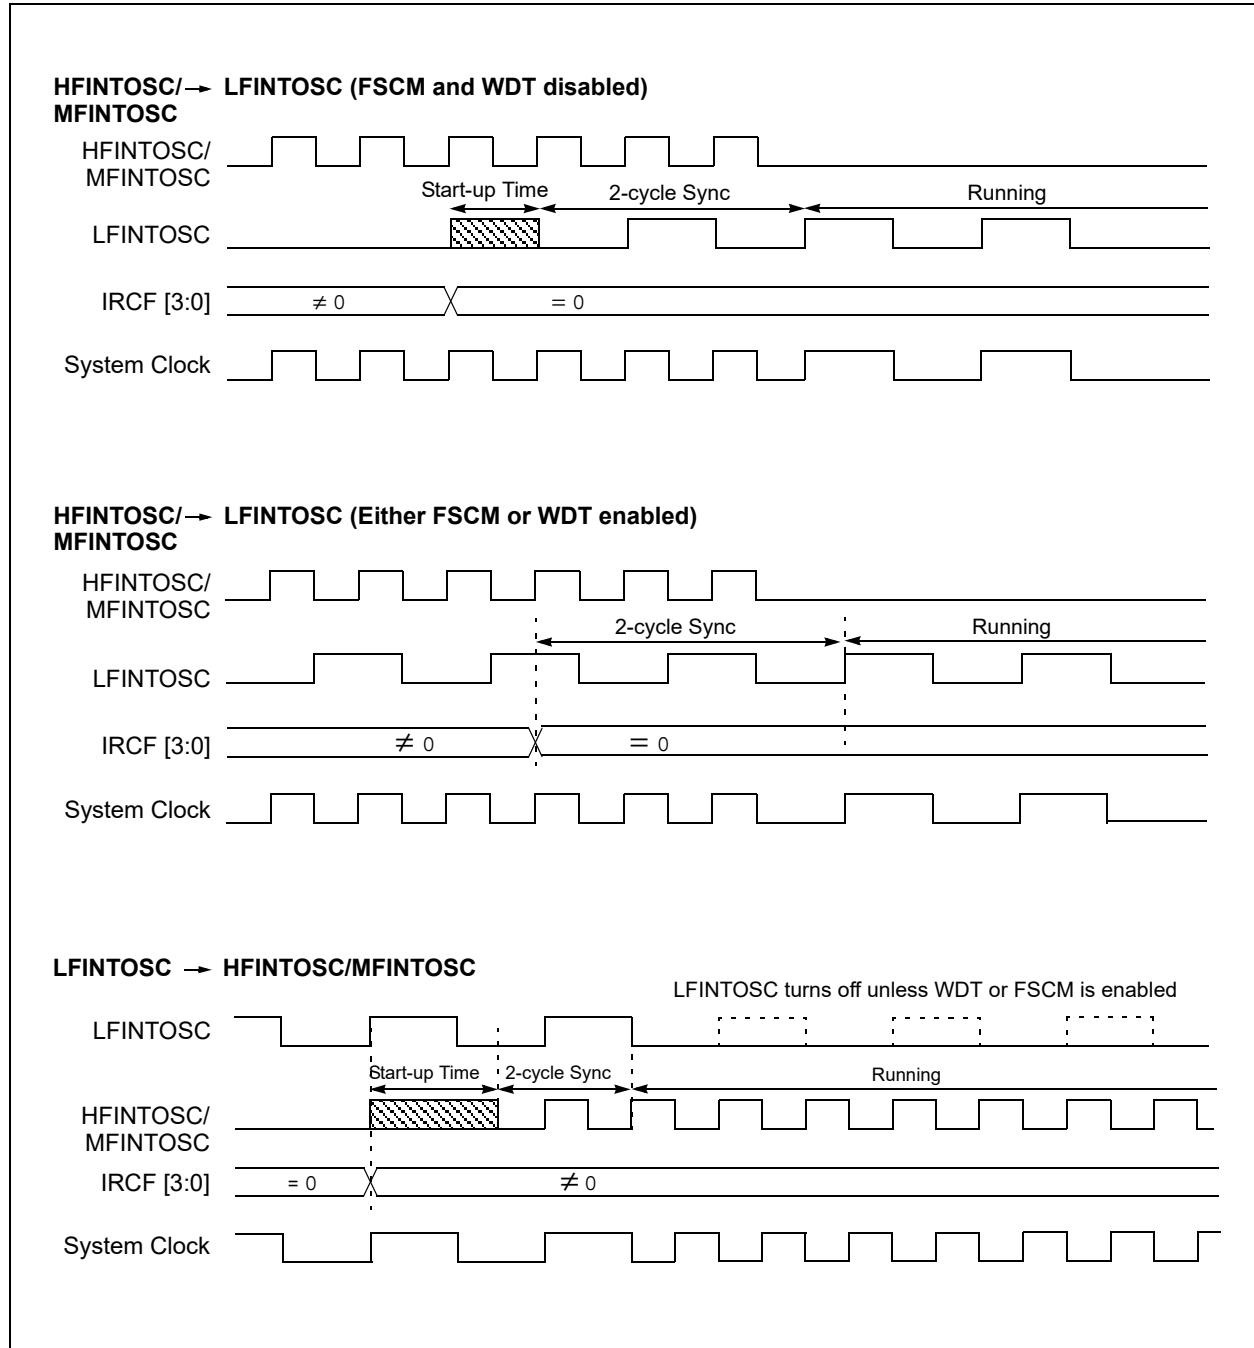 HFINTOSC/→ LFINTOSC (FSCM and WDT disabled)
MFINTOSC
HFINTOSC/
MFINTOSC
Start-up Time 2-cycle Sync Running
LFINTOSC
IRCF [3:0] ≠ 0 = 0
System Clock
HFINTOSC/→ LFINTOSC (Either FSCM or WDT enabled)
MFINTOSC
HFINTOSC/
MFINTOSC
2-cycle Sync Running
LFINTOSC
IRCF [3:0] ≠ 0 = 0
System Clock
LFINTOSC → HFINTOSC/MFINTOSC
LFINTOSC turns off unless WDT or FSCM is enabled
LFINTOSC
Start-up Time 2-cycle Sync Running
HFINTOSC/
MFINTOSC
IRCF [3:0] = 0 ≠ 0
System Clock